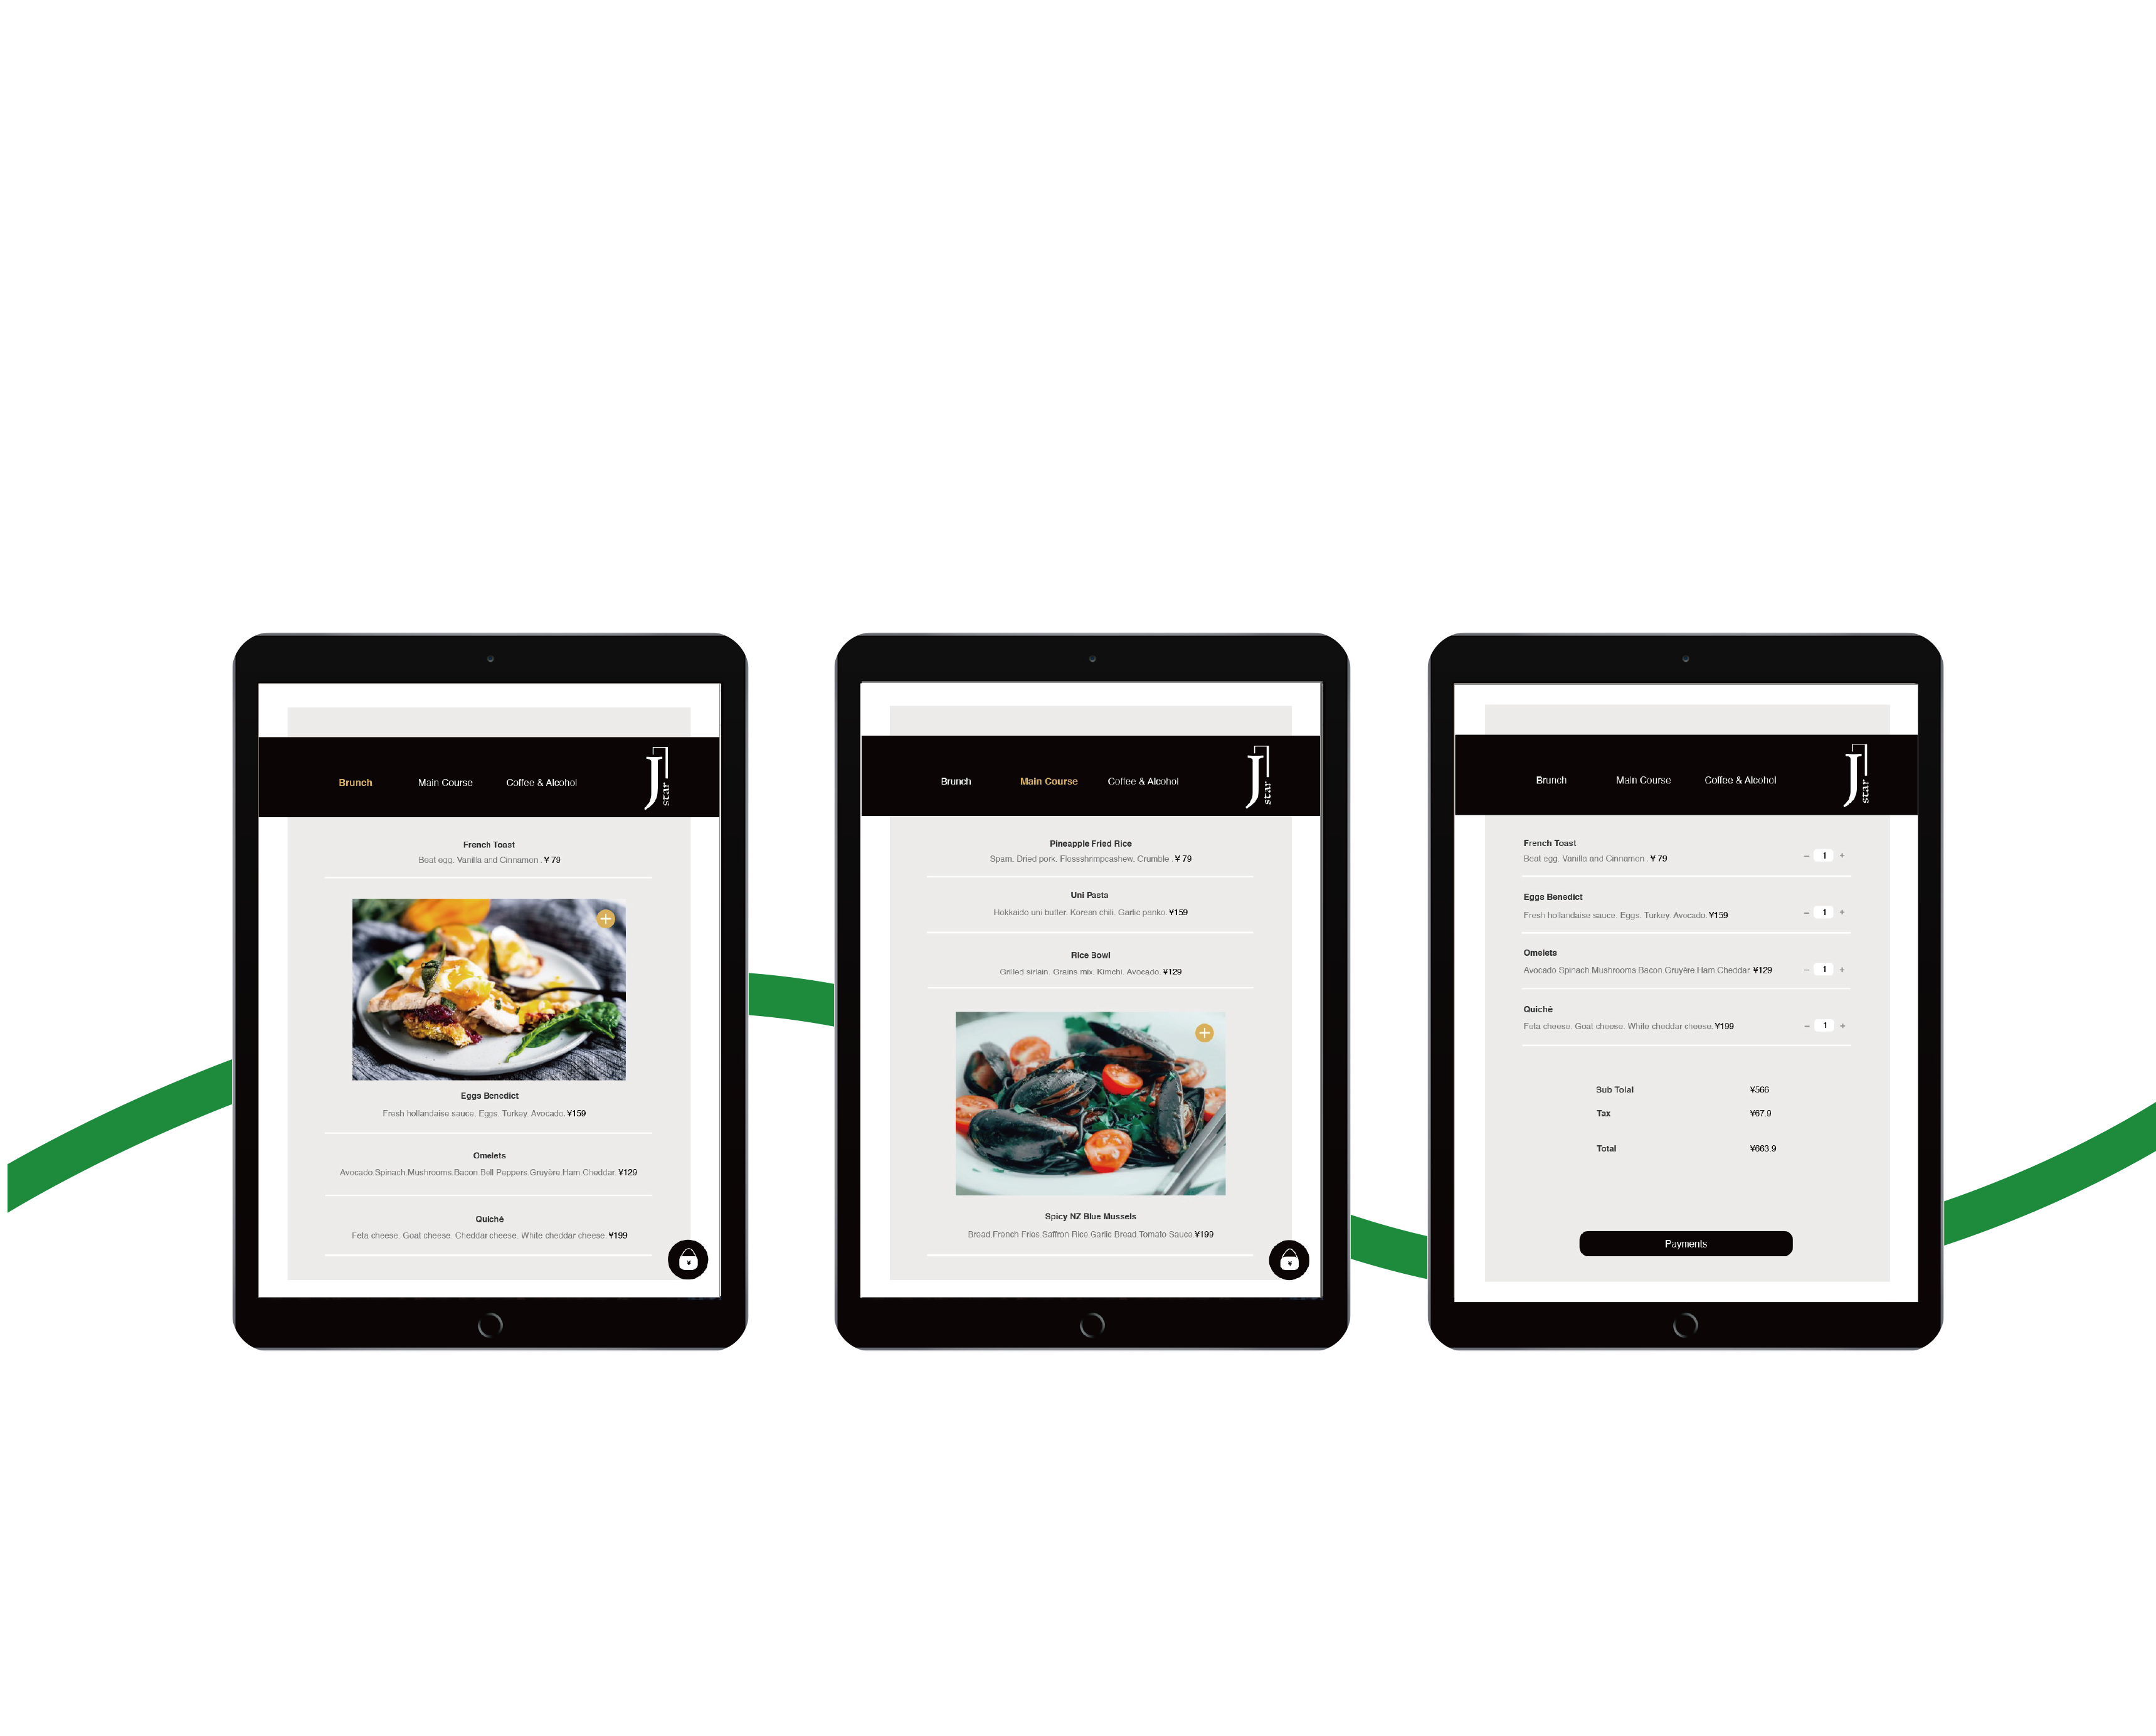 Brunch
Main Course
Coffee & Alcohol
J star
French Toast
Beat egg. Vanilla and Cinnamon . ¥ 79
Eggs Benedict
Fresh hollandaise sauce. Eggs. Turkey. Avocado. ¥159
Omelets
Avocado.Spinach,Mushrooms.Bacon.Bell Peppers.Gruyère.Ham.Cheddar. ¥129
Quiché
Feta cheese. Goat cheese. Cheddar cheese. White cheddar cheese. ¥199
¥
Brunch
Main Course
Coffee & Alcohol
J star
Pineapple Fried Rice
Spam. Dried pork. Flossshrimpcashew. Crumble . ¥ 79
Uni Pasta
Hokkaido uni butter. Korean chili. Garlic panko. ¥159
Rice Bowl
Grilled sirlain. Grains mix. Kimchi. Avocado. ¥129
Spicy NZ Blue Mussels
Bread.French Fries.Saffron Rice.Garlic Bread.Tomato Sauce.¥199
¥
Brunch
Main Course
Coffee & Alcohol
J star
French Toast
Beat egg. Vanilla and Cinnamon . ¥ 79
– 1 +
Eggs Benedict
Fresh hollandaise sauce. Eggs. Turkey. Avocado. ¥159
– 1 +
Omelets
Avocado.Spinach,Mushrooms.Bacon.Gruyère.Ham.Cheddar. ¥129
– 1 +
Quiché
Feta cheese. Goat cheese. White cheddar cheese. ¥199
– 1 +
Sub Tolal ¥566
Tax ¥67.9
Total ¥663.9
Payments